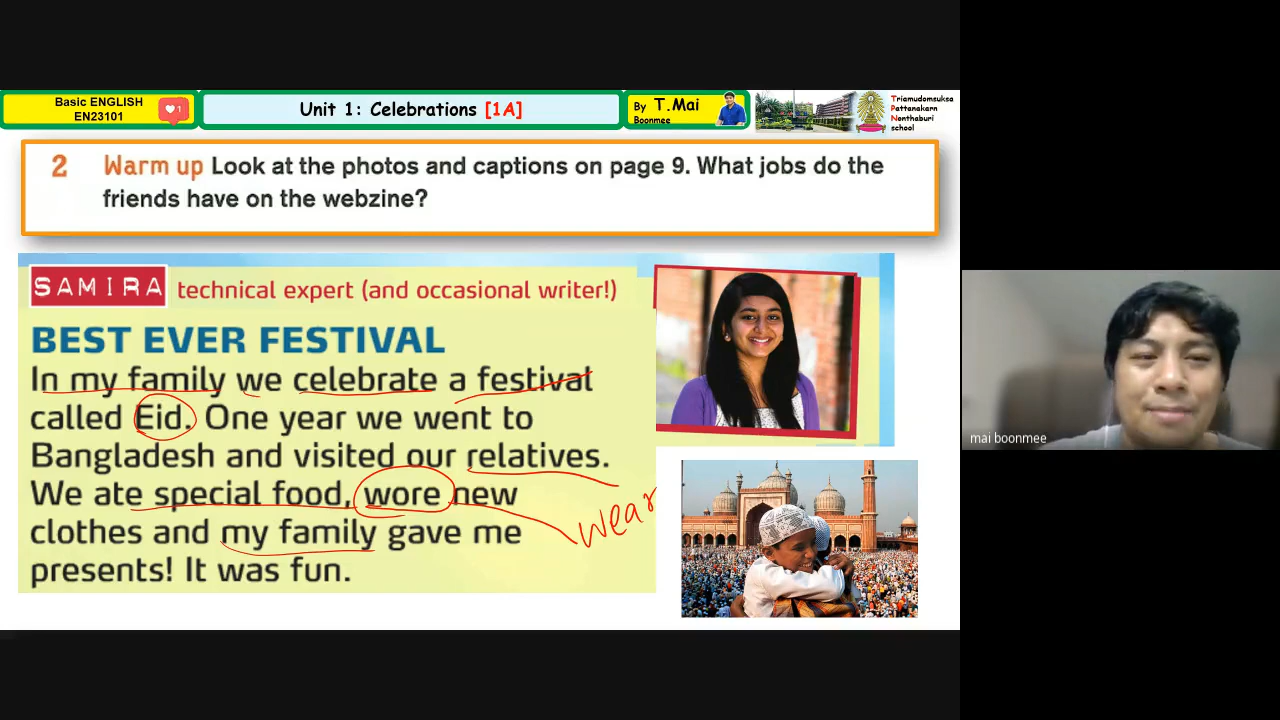 Basic ENGLISH
EN23101
1
Unit 1: Celebrations [1A]
By T.Mai
Boonmee
Triamudomsuksa
Pattanakarn
Nonthaburi
school
2 Warm up Look at the photos and captions on page 9. What jobs do the
friends have on the webzine?
SAMIRA technical expert (and occasional writer!)
BEST EVER FESTIVAL
In my family we celebrate a festival
called Eid. One year we went to
Bangladesh and visited our relatives.
We ate special food, wore new
wear
clothes and my family gave me
presents! It was fun.
mai boonmee